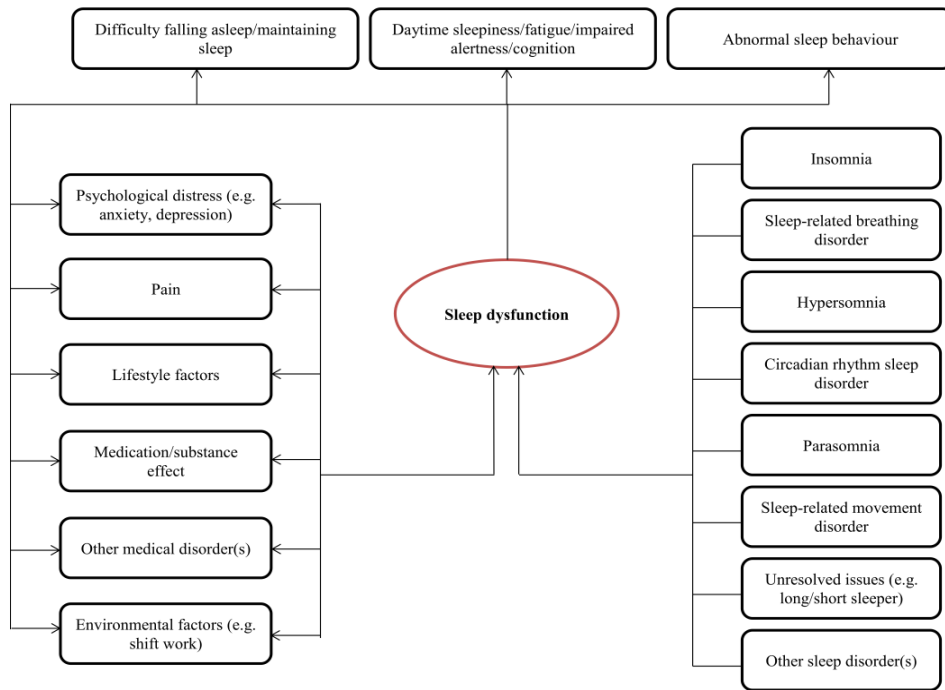 Difficulty falling asleep/maintaining
sleep
Daytime sleepiness/fatigue/impaired
alertness/cognition
Abnormal sleep behaviour
Psychological distress (e.g.
anxiety, depression)
Pain
Lifestyle factors
Medication/substance
effect
Other medical disorder(s)
Environmental factors (e.g.
shift work)
Sleep dysfunction
Insomnia
Sleep-related breathing
disorder
Hypersomnia
Circadian rhythm sleep
disorder
Parasomnia
Sleep-related movement
disorder
Unresolved issues (e.g.
long/short sleeper)
Other sleep disorder(s)